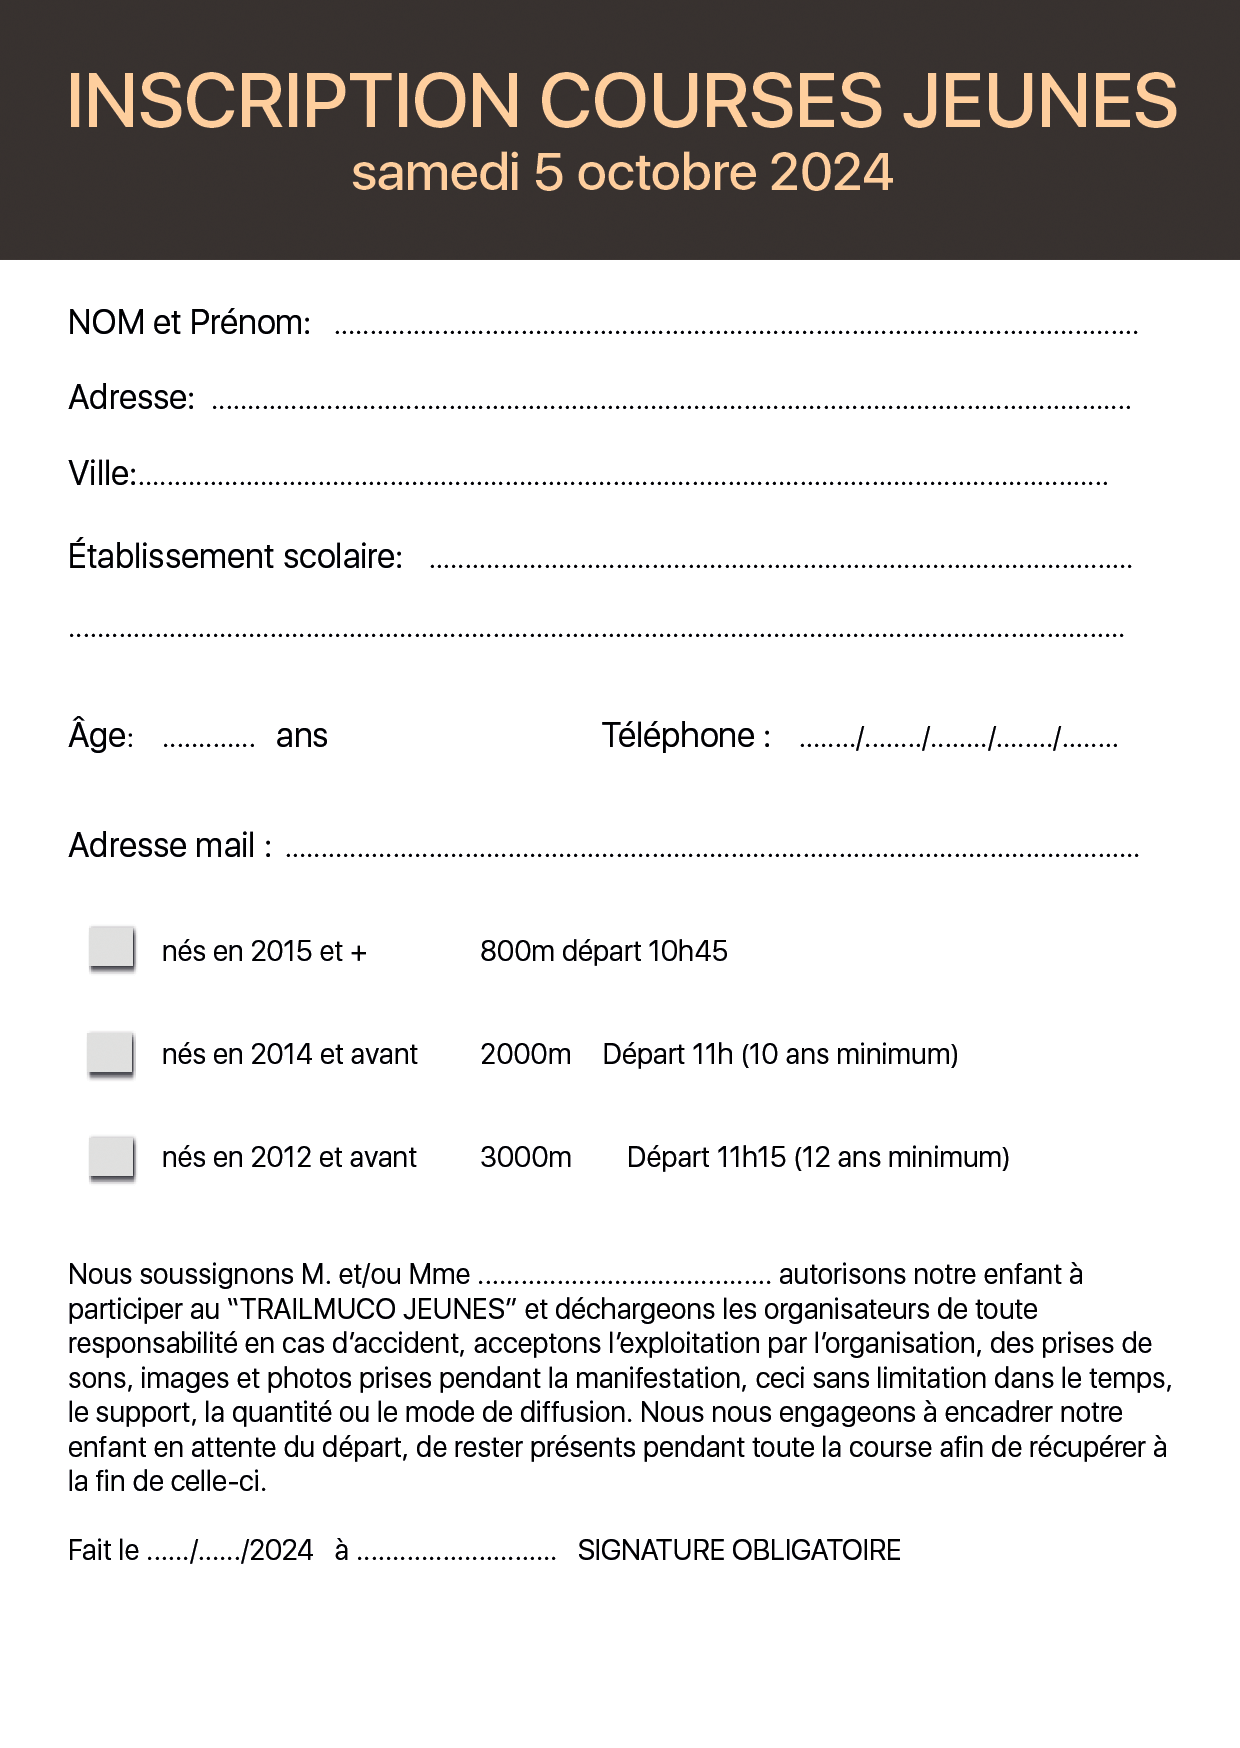 INSCRIPTION COURSES JEUNES
samedi 5 octobre 2024
NOM et Prénom: ................................................................................................................
Adresse: ................................................................................................................................
Ville:.......................................................................................................................................
Établissement scolaire: ..................................................................................................
...................................................................................................................................................
Âge: ............. ans Téléphone : ......../......../......../......../........
Adresse mail : .......................................................................................................................
nés en 2015 et + 800m départ 10h45
nés en 2014 et avant 2000m Départ 11h (10 ans minimum)
nés en 2012 et avant 3000m Départ 11h15 (12 ans minimum)
Nous soussignons M. et/ou Mme ......................................... autorisons notre enfant à
participer au “TRAILMUCO JEUNES” et déchargeons les organisateurs de toute
responsabilité en cas d’accident, acceptons l’exploitation par l’organisation, des prises de
sons, images et photos prises pendant la manifestation, ceci sans limitation dans le temps,
le support, la quantité ou le mode de diffusion. Nous nous engageons à encadrer notre
enfant en attente du départ, de rester présents pendant toute la course afin de récupérer à
la fin de celle-ci.
Fait le ....../....../2024 à ............................ SIGNATURE OBLIGATOIRE